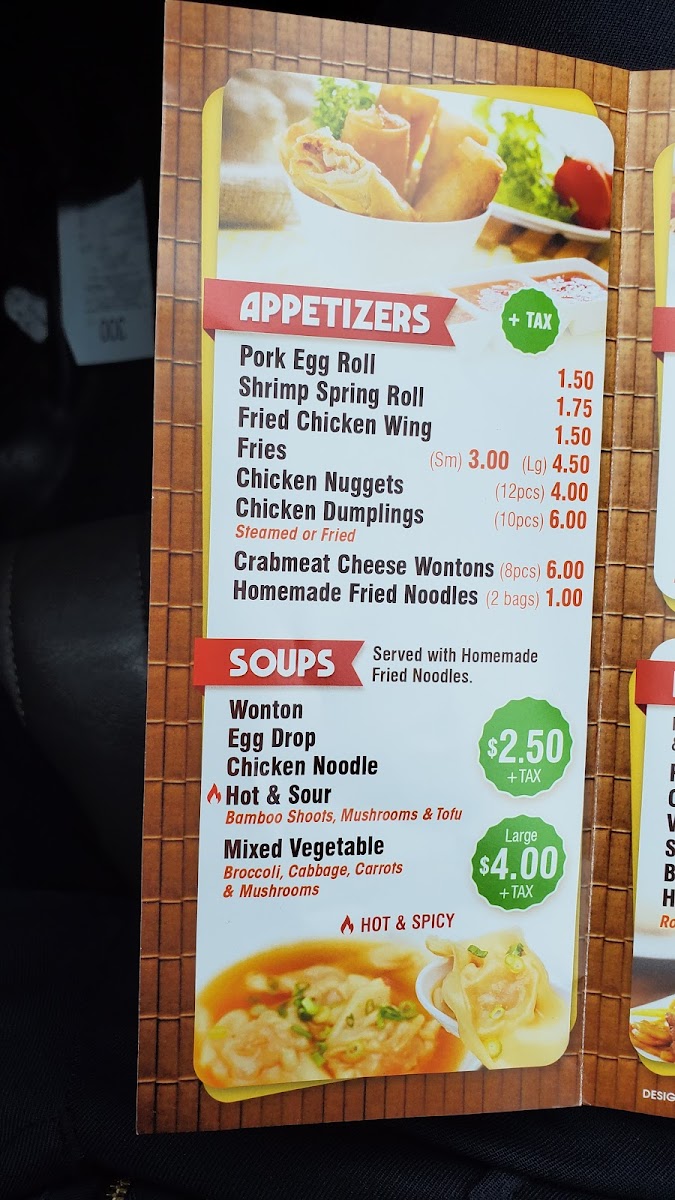 APPETIZERS
+ TAX
Pork Egg Roll 1.50
Shrimp Spring Roll 1.75
Fried Chicken Wing 1.50
Fries (Sm) 3.00 (Lg) 4.50
Chicken Nuggets (12pcs) 4.00
Chicken Dumplings (10pcs) 6.00
Steamed or Fried
Crabmeat Cheese Wontons (8pcs) 6.00
Homemade Fried Noodles (2 bags) 1.00
SOUPS
Served with Homemade
Fried Noodles.
Wonton
Egg Drop
Chicken Noodle
Hot & Sour
Bamboo Shoots, Mushrooms & Tofu
Mixed Vegetable
Broccoli, Cabbage, Carrots
& Mushrooms
$2.50
+ TAX
Large
$4.00
+ TAX
HOT & SPICY
DESIG
300